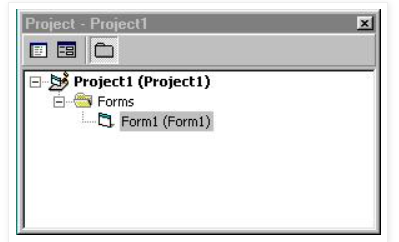 Project - Project1
Project1 (Project1)
Forms
Form1 (Form1)